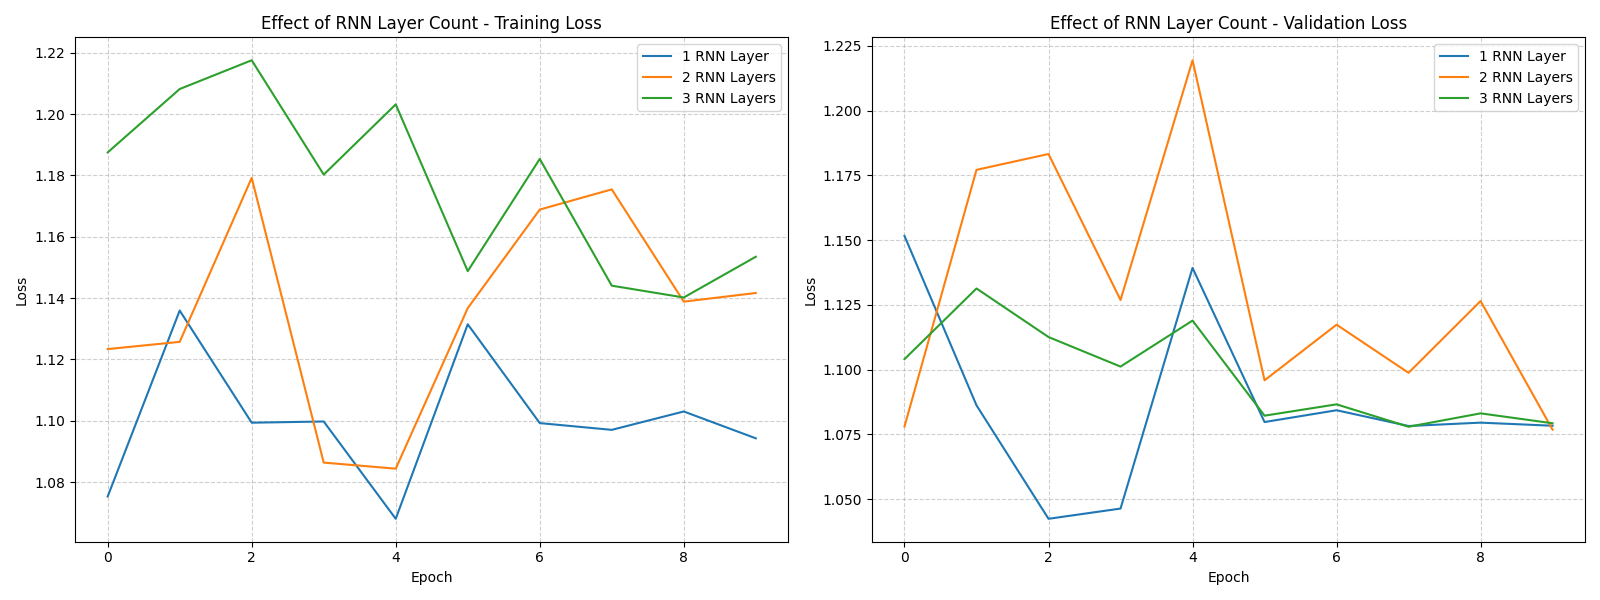 Effect of RNN Layer Count - Training Loss
1.22
1.20
1.18
1.16
1.14
1.12
1.10
1.08
Loss
0
2
4
6
8
Epoch
1 RNN Layer
2 RNN Layers
3 RNN Layers
Effect of RNN Layer Count - Validation Loss
1.225
1.200
1.175
1.150
1.125
1.100
1.075
1.050
Loss
0
2
4
6
8
Epoch
1 RNN Layer
2 RNN Layers
3 RNN Layers